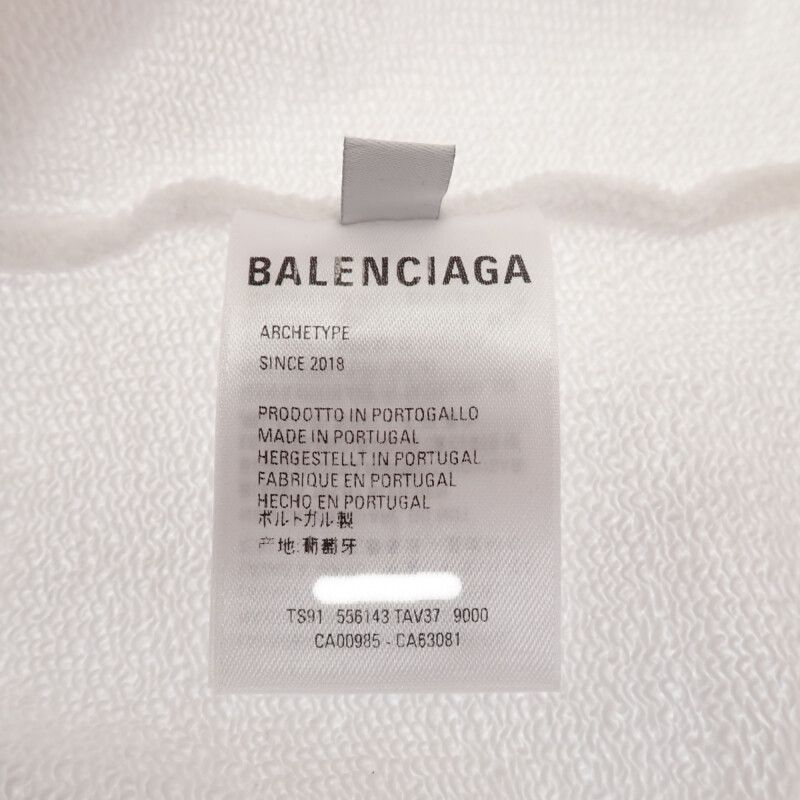 BALENCIAGA
ARCHETYPE
SINCE 2018
PRODOTTO IN PORTOGALLO
MADE IN PORTUGAL
HERGESTELLT IN PORTUGAL
FABRIQUE EN PORTUGAL
HECHO EN PORTUGAL
ポルトガル製
产地:葡萄牙
TS91 556143 TAV37 9000
CA00985 - CA63081